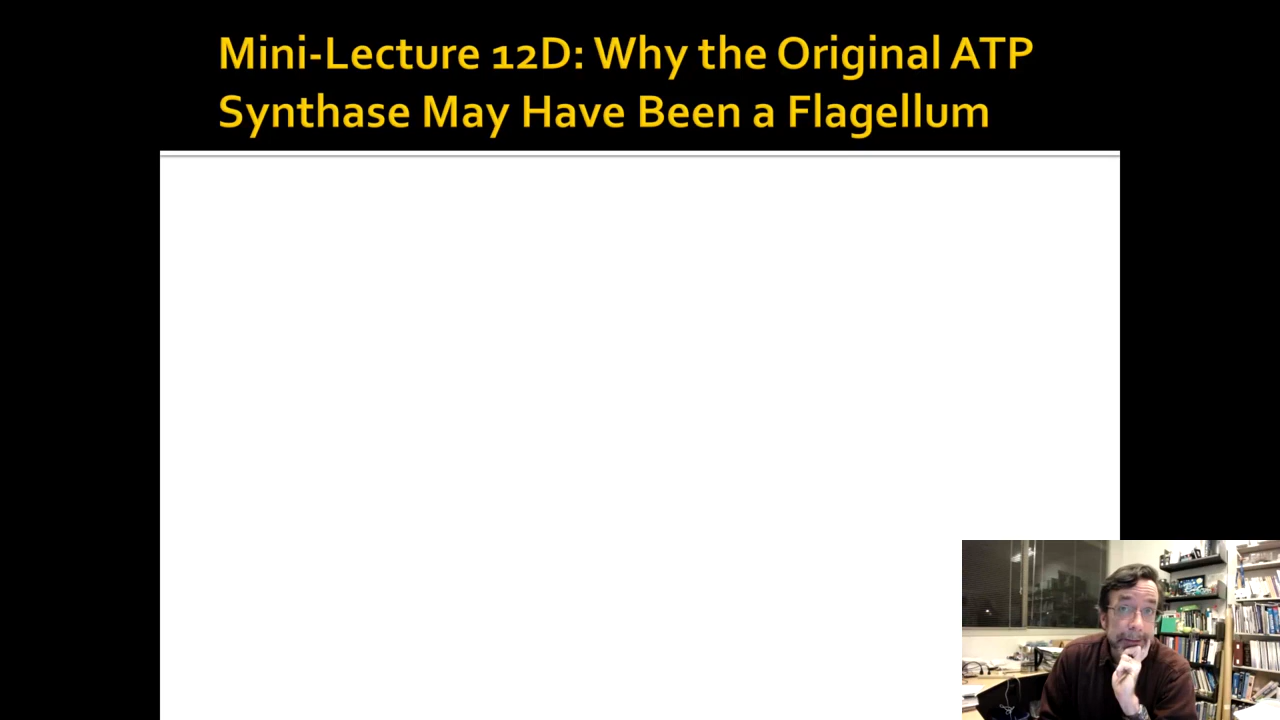 Mini-Lecture 12D: Why the Original ATP
Synthase May Have Been a Flagellum